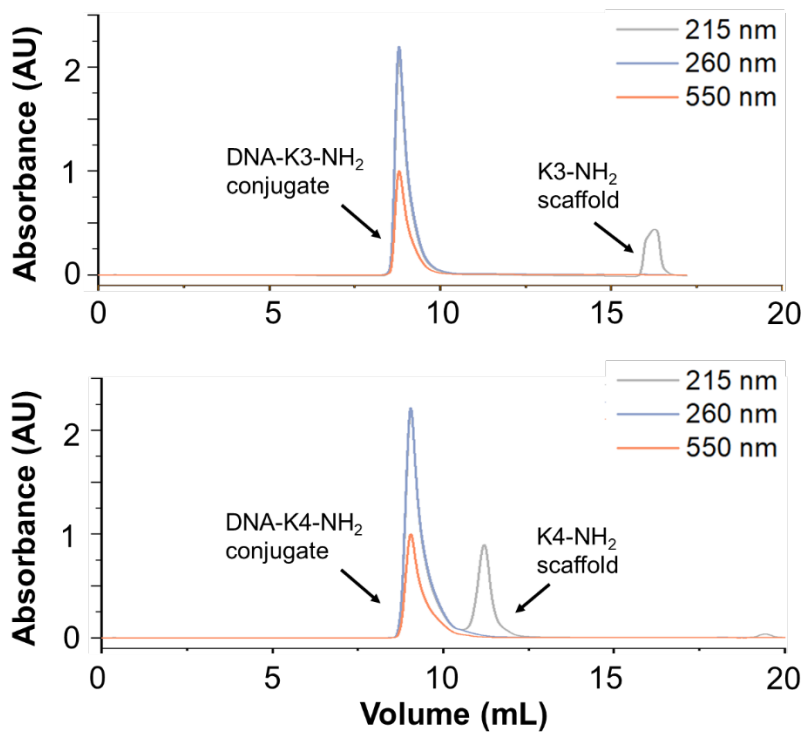 Absorbance (AU)
2
1
0
215 nm
260 nm
550 nm
DNA-K3-NH₂
conjugate
K3-NH₂
scaffold
0
5
10
15
20
Absorbance (AU)
2
1
0
215 nm
260 nm
550 nm
DNA-K4-NH₂
conjugate
K4-NH₂
scaffold
0
5
10
15
20
Volume (mL)